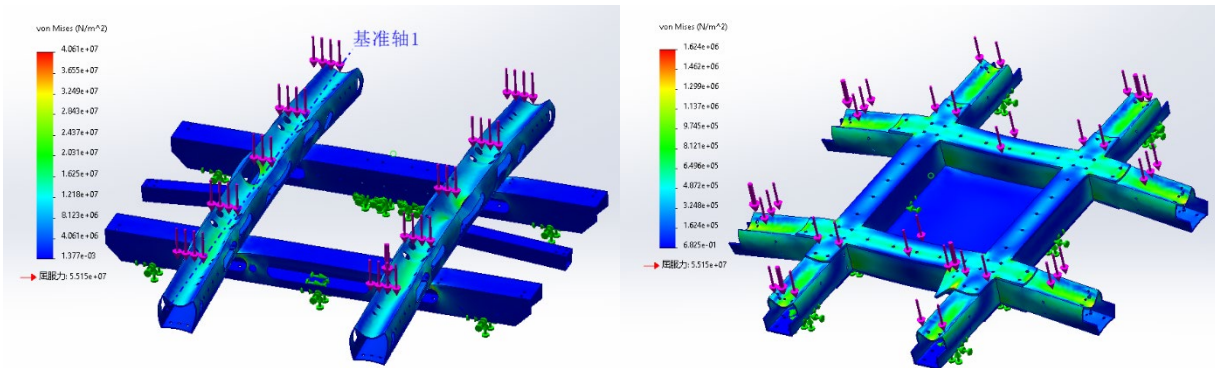 von Mises (N/m^2)
4.061e+07
3.655e+07
3.249e+07
2.843e+07
2.437e+07
2.031e+07
1.625e+07
1.218e+07
8.123e+06
4.061e+06
1.377e-03
屈服力: 5.515e+07
基准轴1
von Mises (N/m^2)
1.624e+06
1.462e+06
1.299e+06
1.137e+06
9.745e+05
8.121e+05
6.496e+05
4.872e+05
3.248e+05
1.624e+05
6.825e-01
屈服力: 5.515e+07